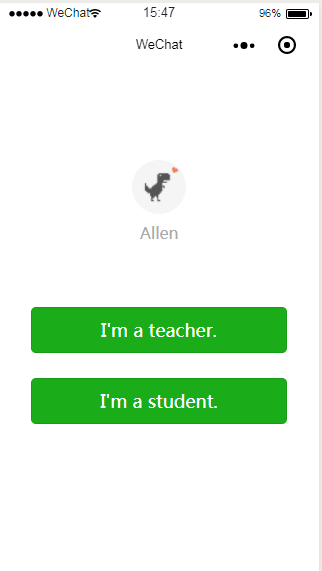 ●●●●● WeChat 15:47 96%
WeChat
Allen
I'm a teacher.
I'm a student.